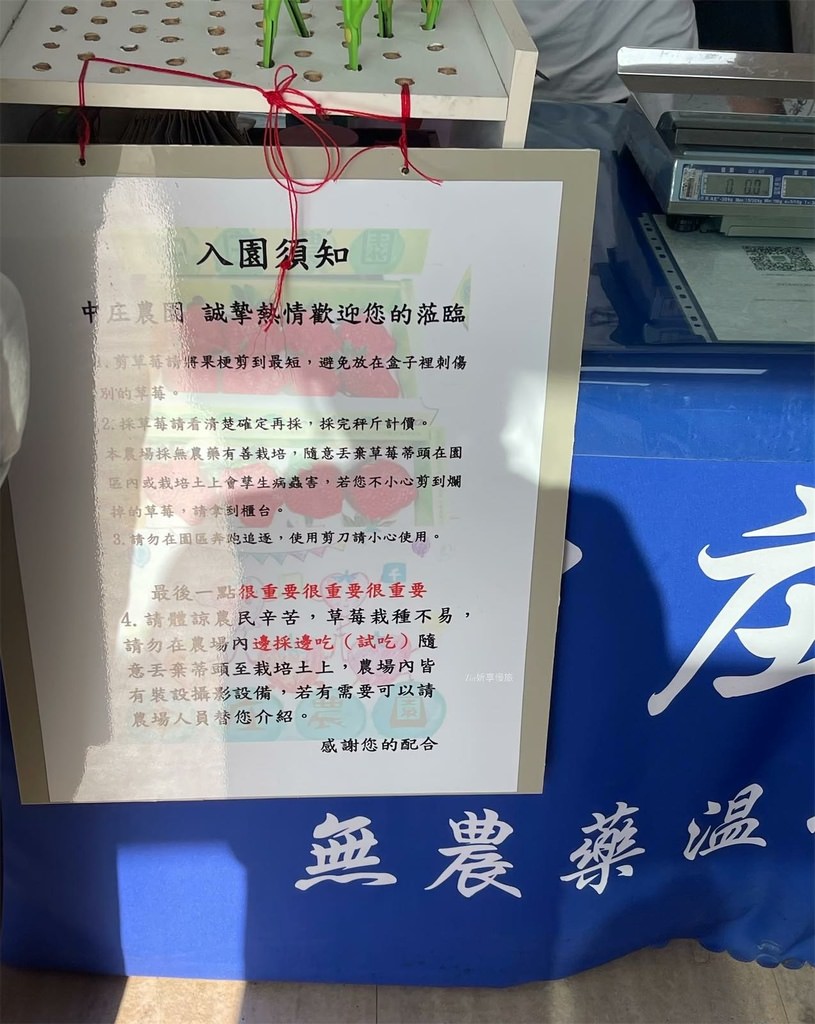 入園須知
中庄農園 誠摯熱情歡迎您的蒞臨
1.剪草莓請將果梗剪到最短，避免放在盒子裡刺傷
別的草莓。
2.採草莓請看清楚確定再採，採完秤斤計價。
本農場採無農藥有善栽培，隨意丟棄草莓蒂頭在園
區內或栽培土上會孳生病蟲害，若您不小心剪到爛
掉的草莓，請拿到櫃台。
3.請勿在園區奔跑追逐，使用剪刀請小心使用。
最後一點很重要很重要很重要
4.請體諒農民辛苦，草莓栽種不易，
請勿在農場內邊採邊吃（試吃）隨
意丟棄蒂頭至栽培土上，農場內皆
有裝設攝影設備，若有需要可以請
農場人員替您介紹。
感謝您的配合
庄
無農藥溫